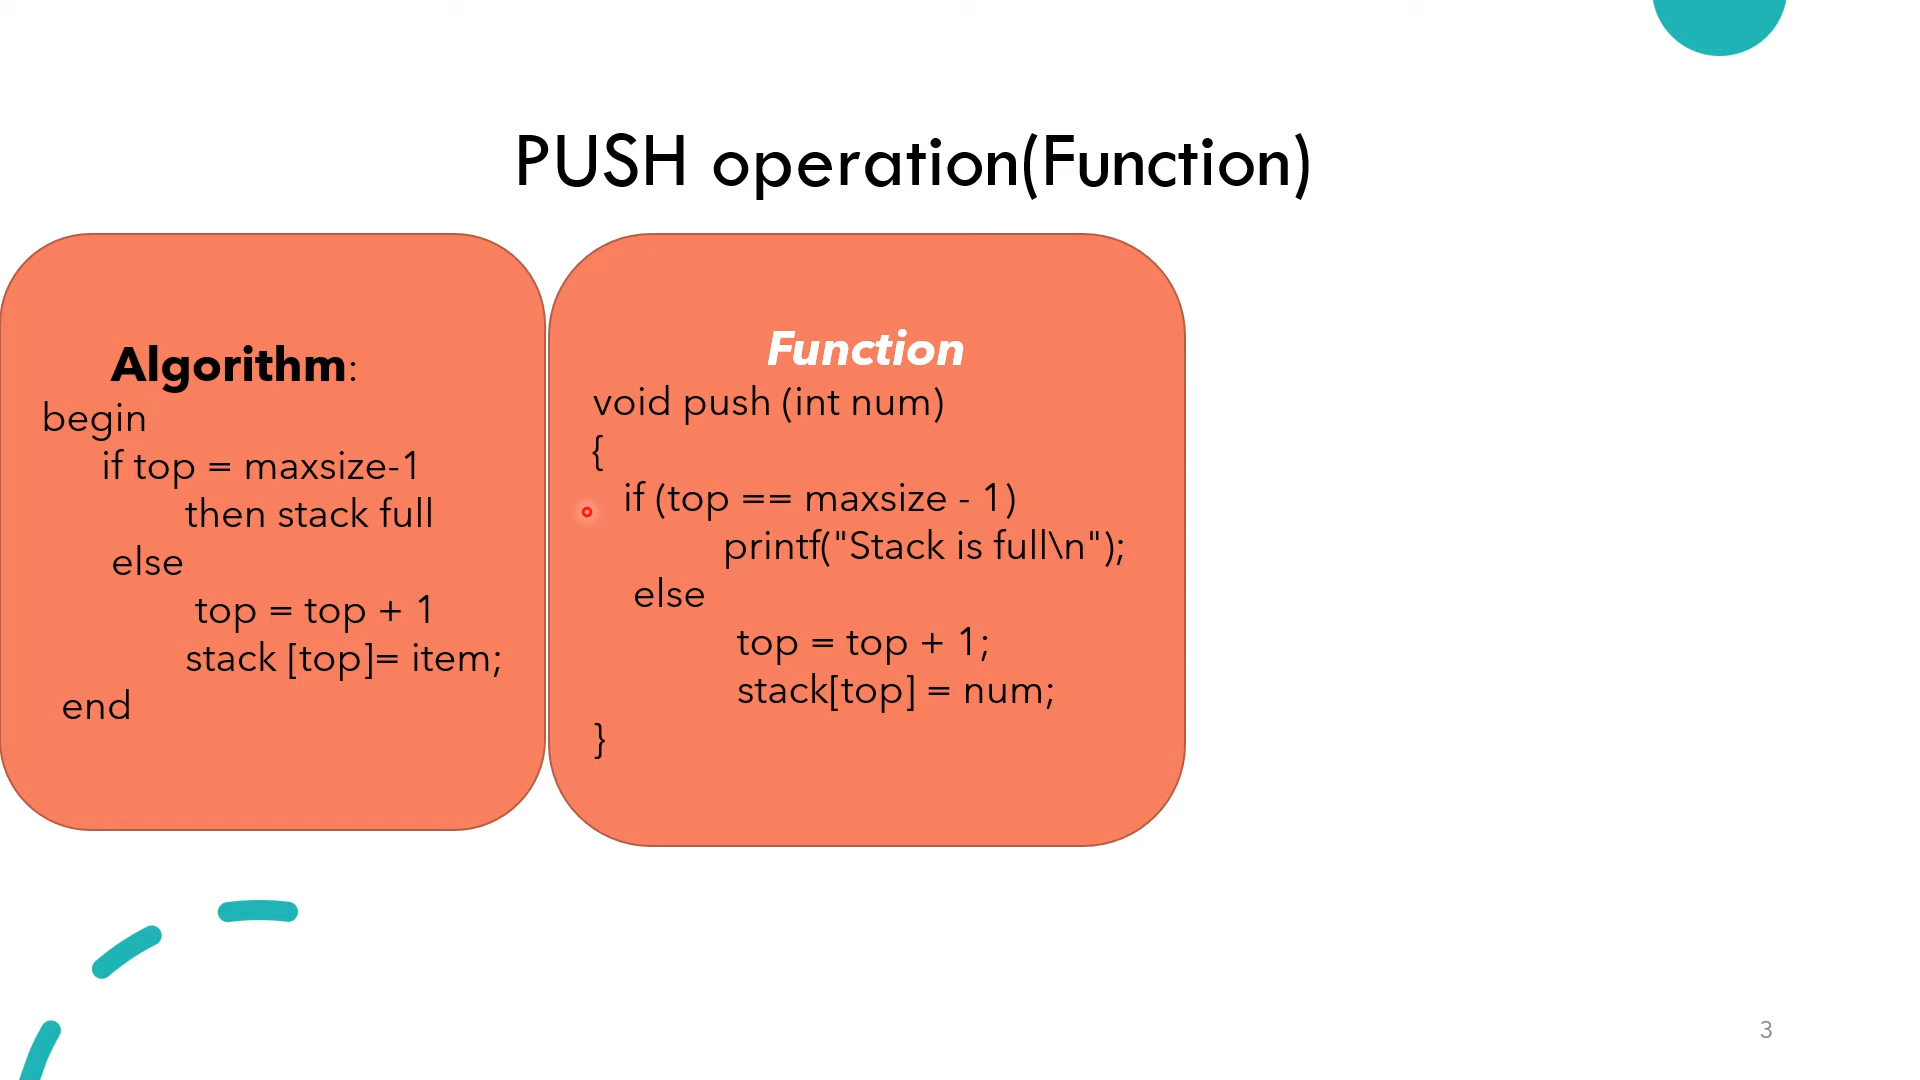 PUSH operation(Function)
Algorithm:
begin
if top = maxsize-1
then stack full
else
top = top + 1
stack [top]= item;
end
Function
void push (int num)
{
if (top == maxsize - 1)
printf("Stack is full\n");
else
top = top + 1;
stack[top] = num;
}
3